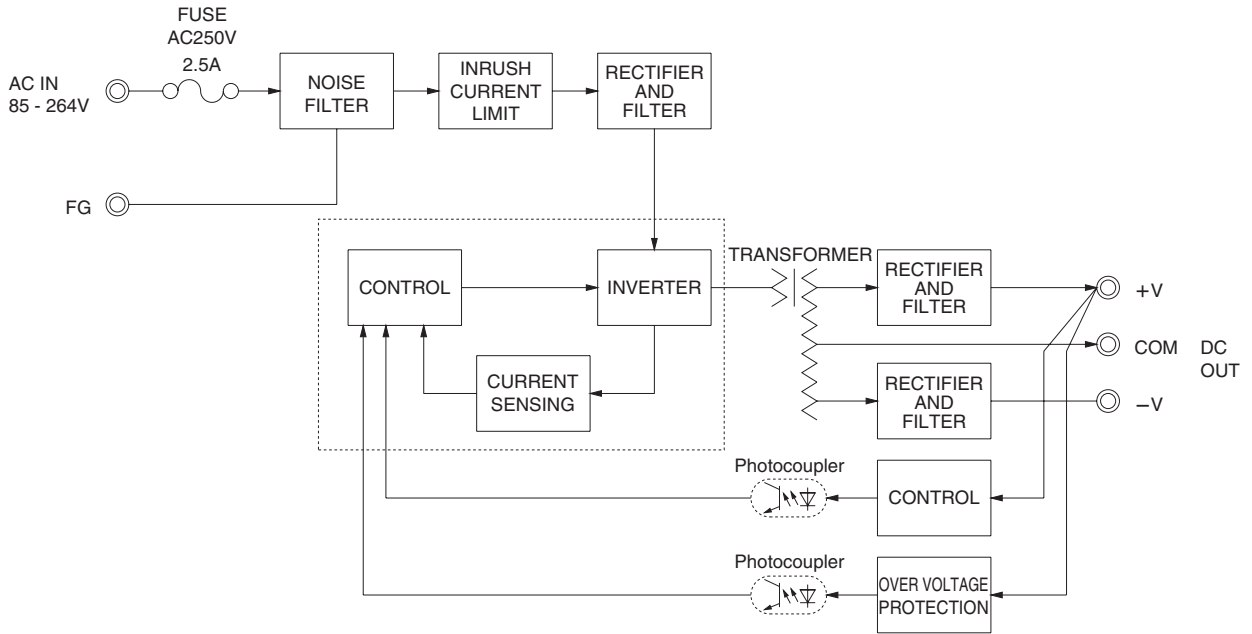 FUSE
AC250V
2.5A
AC IN
85 - 264V
NOISE
FILTER
INRUSH
CURRENT
LIMIT
RECTIFIER
AND
FILTER
FG
CONTROL
INVERTER
TRANSFORMER
RECTIFIER
AND
FILTER
+V
COM
DC
OUT
CURRENT
SENSING
RECTIFIER
AND
FILTER
−V
Photocoupler
CONTROL
Photocoupler
OVER VOLTAGE
PROTECTION